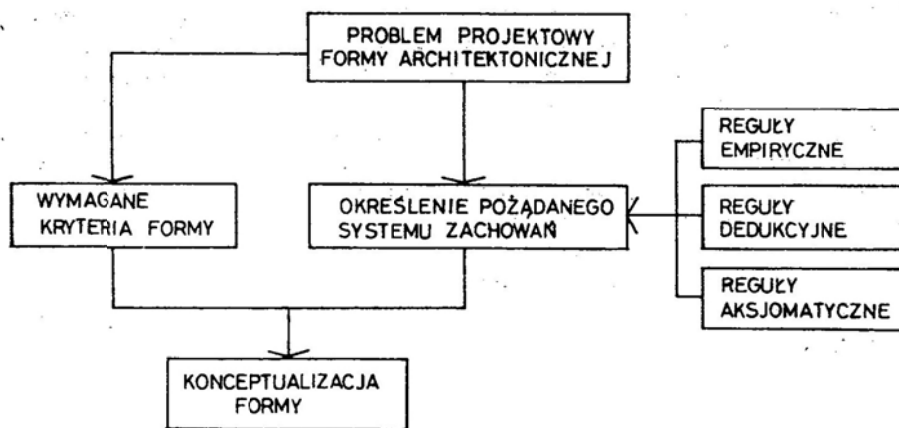 PROBLEM PROJEKTOWY
FORMY ARCHITEKTONICZNEJ
REGUŁY
EMPIRYCZNE
WYMAGANE
KRYTERIA FORMY
OKREŚLENIE POŻĄDANEGO
SYSTEMU ZACHOWAŃ
REGUŁY
DEDUKCYJNE
REGUŁY
AKSJOMATYCZNE
KONCEPTUALIZACJA
FORMY